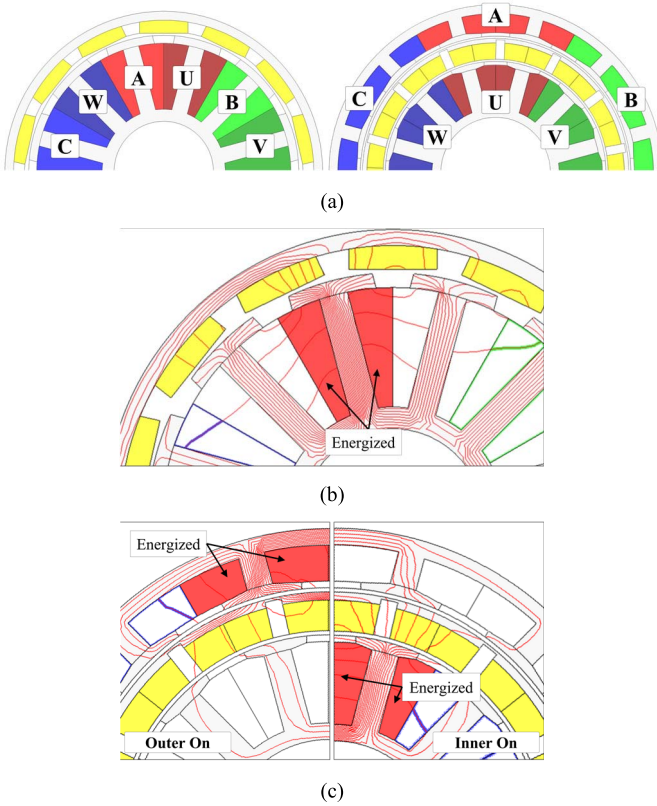 A U
W B
C V
A
C B
U
W V
(a)
Energized
(b)
Energized
Energized
Outer On Inner On
(c)